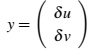 y = ( δu
δv )